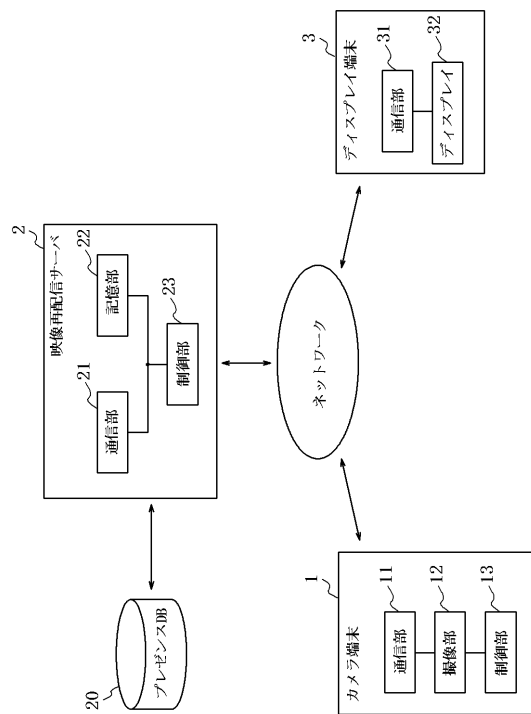 2
映像再配信サーバ
21
通信部
22
記憶部
23
制御部
20
プレゼンスDB
ネットワーク
1
カメラ端末
11
通信部
12
撮像部
13
制御部
3
ディスプレイ端末
31
通信部
32
ディスプレイ